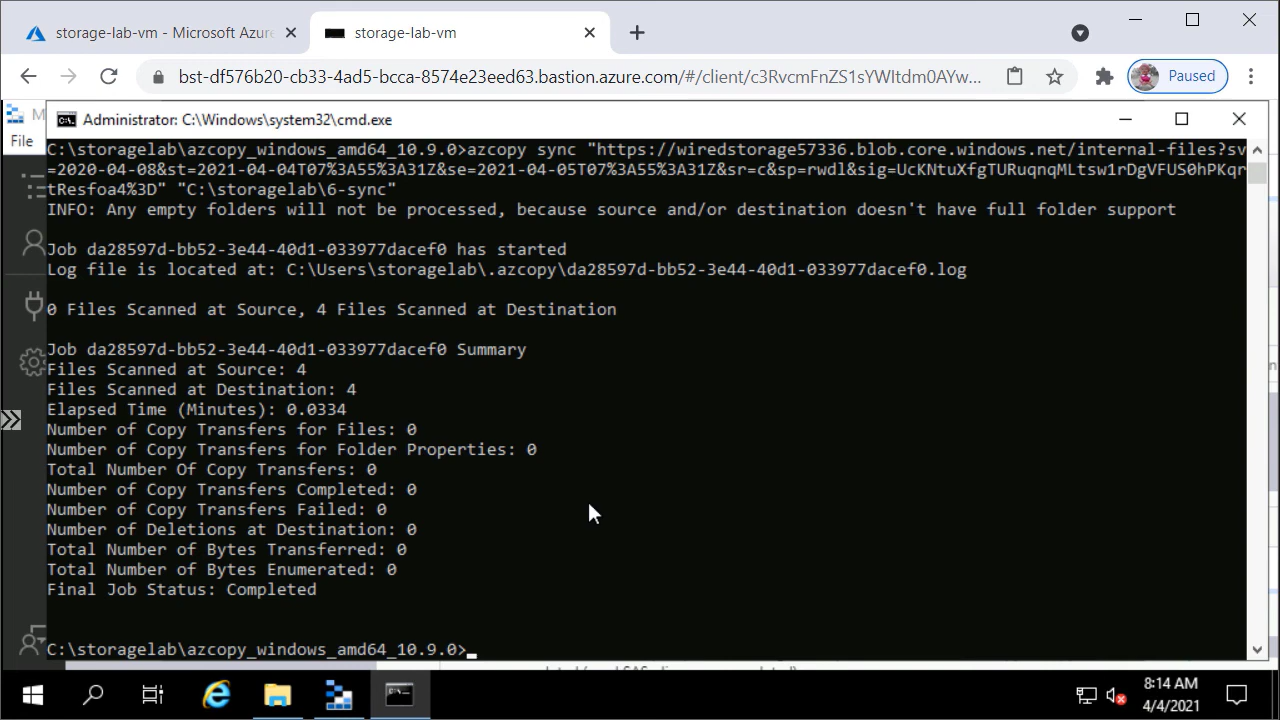 storage-lab-vm - Microsoft Azure
storage-lab-vm
bst-df576b20-cb33-4ad5-bcca-8574e23eed63.bastion.azure.com/#/client/c3RvcmFnZS1sYWItdm0AYw...
Paused
M
Administrator: C:\Windows\system32\cmd.exe
File
C:\storagelab\azcopy_windows_amd64_10.9.0>azcopy sync "https://wiredstorage57336.blob.core.windows.net/internal-files?sv
=2020-04-08&st=2021-04-04T07%3A55%3A31Z&se=2021-04-05T07%3A55%3A31Z&sr=c&sp=rwdl&sig=UcKNtuXfgTURuqnqMLtsw1rDgVFUS0hPKqr
tResfoa4%3D" "C:\storagelab\6-sync"
INFO: Any empty folders will not be processed, because source and/or destination doesn't have full folder support
Job da28597d-bb52-3e44-40d1-033977dacef0 has started
Log file is located at: C:\Users\storagelab\.azcopy\da28597d-bb52-3e44-40d1-033977dacef0.log
0 Files Scanned at Source, 4 Files Scanned at Destination
Job da28597d-bb52-3e44-40d1-033977dacef0 Summary
Files Scanned at Source: 4
Files Scanned at Destination: 4
Elapsed Time (Minutes): 0.0334
Number of Copy Transfers for Files: 0
Number of Copy Transfers for Folder Properties: 0
Total Number Of Copy Transfers: 0
Number of Copy Transfers Completed: 0
Number of Copy Transfers Failed: 0
Number of Deletions at Destination: 0
Total Number of Bytes Transferred: 0
Total Number of Bytes Enumerated: 0
Final Job Status: Completed
C:\storagelab\azcopy_windows_amd64_10.9.0>
8:14 AM
4/4/2021